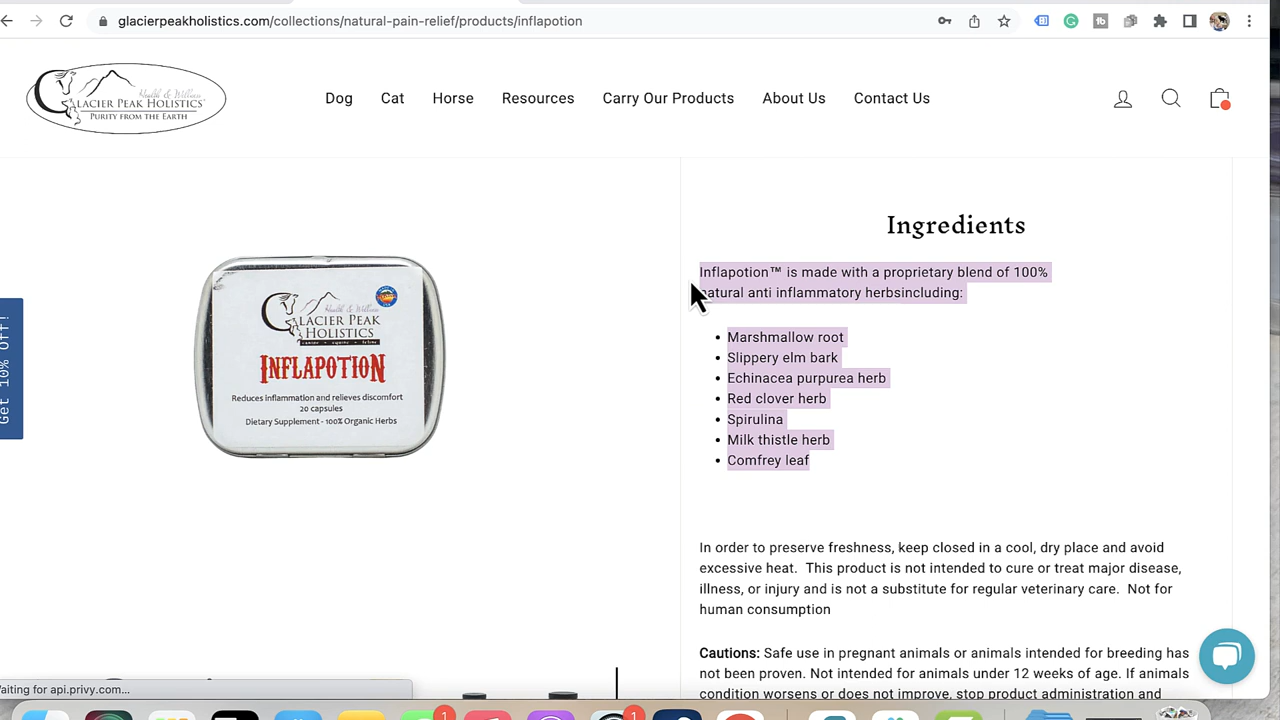 glacierpeakholistics.com/collections/natural-pain-relief/products/inflapotion
Health & Wellness
GLACIER PEAK HOLISTICS
PURITY FROM THE EARTH
Dog
Cat
Horse
Resources
Carry Our Products
About Us
Contact Us
Get 10% Off!
Health & Wellness
GLACIER PEAK
HOLISTICS
canine • equine • feline
INFLAPOTION
Reduces inflammation and relieves discomfort
20 capsules
Dietary Supplement - 100% Organic Herbs
Ingredients
Inflapotion™ is made with a proprietary blend of 100%
natural anti inflammatory herbsincluding:
• Marshmallow root
• Slippery elm bark
• Echinacea purpurea herb
• Red clover herb
• Spirulina
• Milk thistle herb
• Comfrey leaf
In order to preserve freshness, keep closed in a cool, dry place and avoid
excessive heat.  This product is not intended to cure or treat major disease,
illness, or injury and is not a substitute for regular veterinary care.  Not for
human consumption
Cautions: Safe use in pregnant animals or animals intended for breeding has
not been proven. Not intended for animals under 12 weeks of age. If animals
condition worsens or does not improve, stop product administration and
aiting for api.privy.com...
1
1